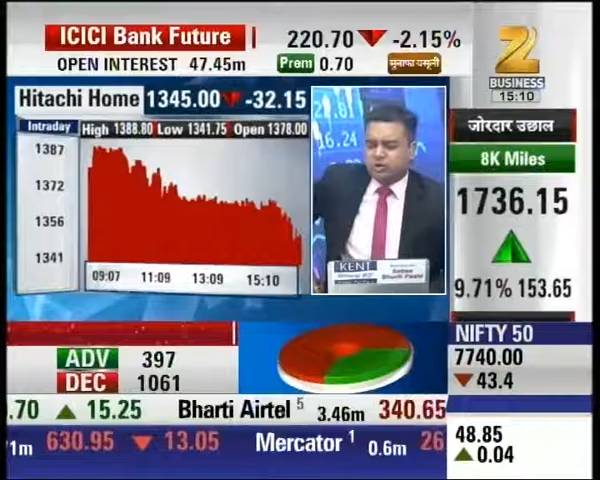 ICICI Bank Future
220.70 -2.15%
OPEN INTEREST 47.45m
Prem 0.70
मुनाफा वसूली
Z
BUSINESS
15:10
Hitachi Home 1345.00 -32.15
Intraday High 1388.80 Low 1341.75 Open 1378.00
1387
1372
1356
1341
09:07 11:09 13:09 15:10
16.24
KENT
जोरदार उछाल
8K Miles
1736.15
9.71% 153.65
ADV 397
DEC 1061
NIFTY 50
7740.00
43.4
.70 15.25 Bharti Airtel 5 3.46m 340.65
1m 630.95 13.05 Mercator 1 0.6m 26
48.85
0.04